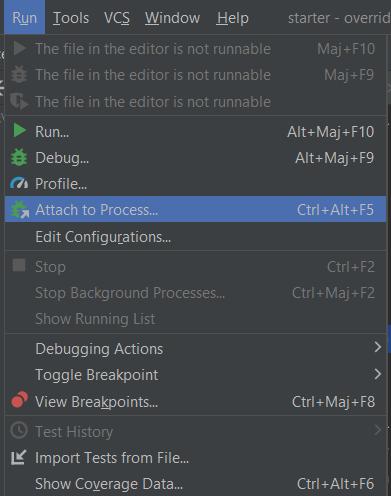 Run Tools VCS Window Help starter - overrid
The file in the editor is not runnable Maj+F10
The file in the editor is not runnable Maj+F9
The file in the editor is not runnable
Run... Alt+Maj+F10
Debug... Alt+Maj+F9
Profile...
Attach to Process... Ctrl+Alt+F5
Edit Configurations...
Stop Ctrl+F2
Stop Background Processes... Ctrl+Maj+F2
Show Running List
Debugging Actions
Toggle Breakpoint
View Breakpoints... Ctrl+Maj+F8
Test History
Import Tests from File...
Show Coverage Data... Ctrl+Alt+F6